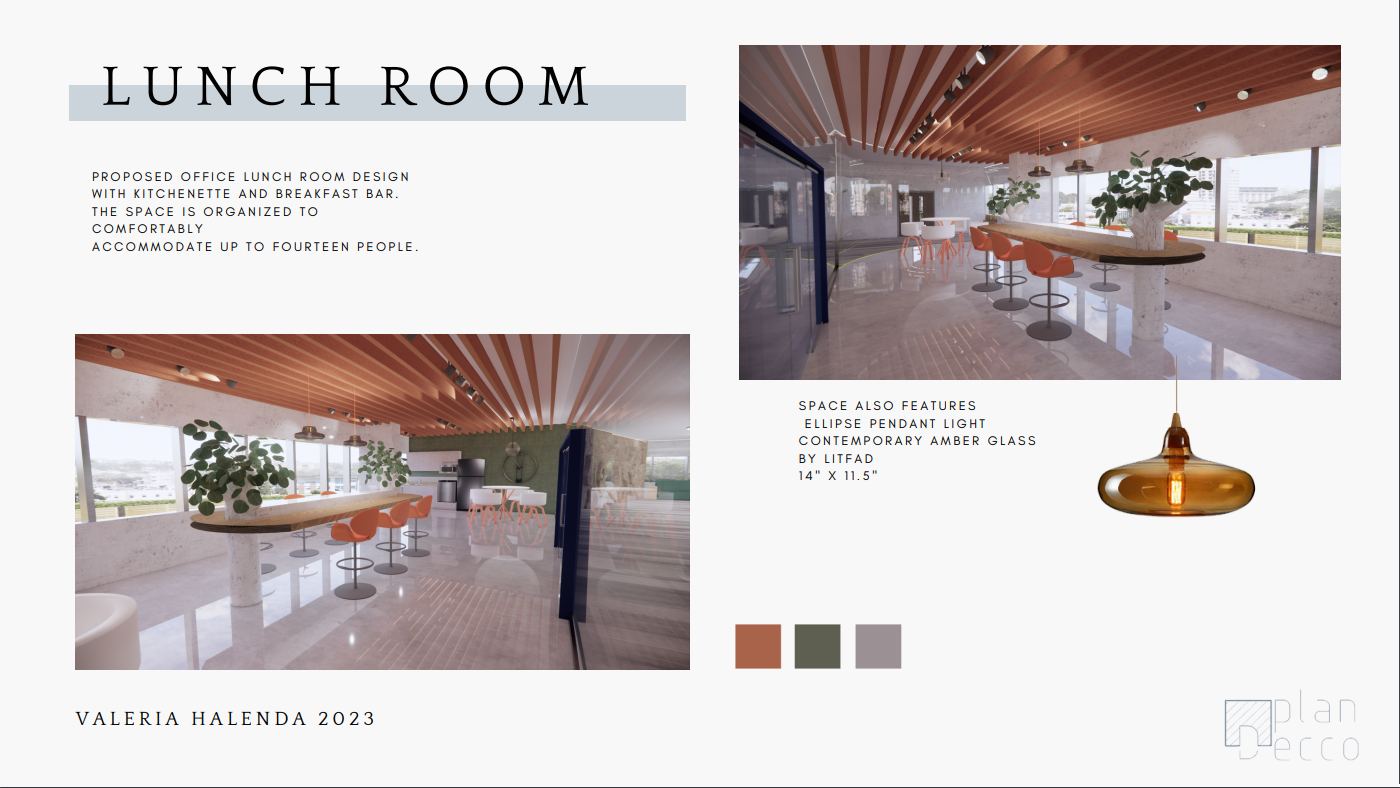 LUNCH ROOM
PROPOSED OFFICE LUNCH ROOM DESIGN
WITH KITCHENETTE AND BREAKFAST BAR.
THE SPACE IS ORGANIZED TO
COMFORTABLY
ACCOMMODATE UP TO FOURTEEN PEOPLE.
SPACE ALSO FEATURES
ELLIPSE PENDANT LIGHT
CONTEMPORARY AMBER GLASS
BY LITFAD
14" X 11.5"
VALERIA HALENDA 2023
plan
Decco